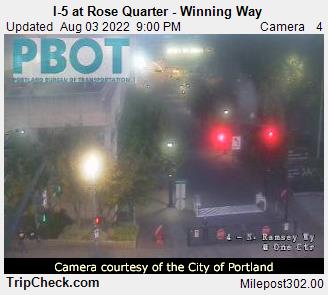 I-5 at Rose Quarter - Winning Way
Updated Aug 03 2022 9:00 PM Camera 4
PBOT
PORTLAND BUREAU OF TRANSPORTATION
4 - N. Ramsey Wy
@ One Ctr
Camera courtesy of the City of Portland
TripCheck.com Milepost302.00